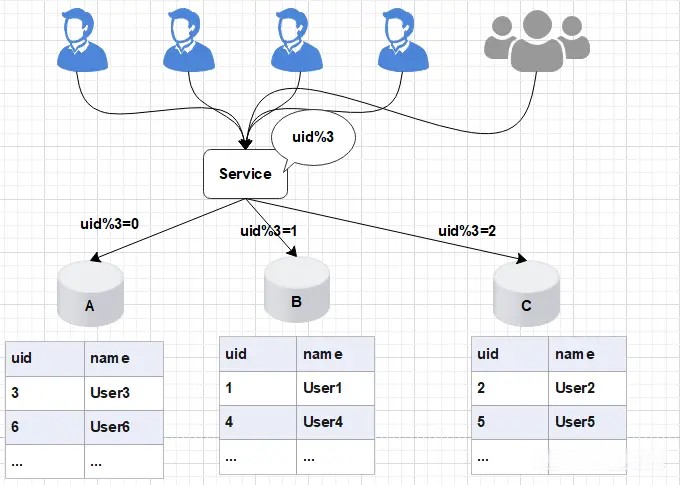 uid%3
Service
uid%3=0
uid%3=1
uid%3=2
A
B
C
uid name
3 User3
6 User6
... ...
uid name
1 User1
4 User4
... ...
uid name
2 User2
5 User5
...